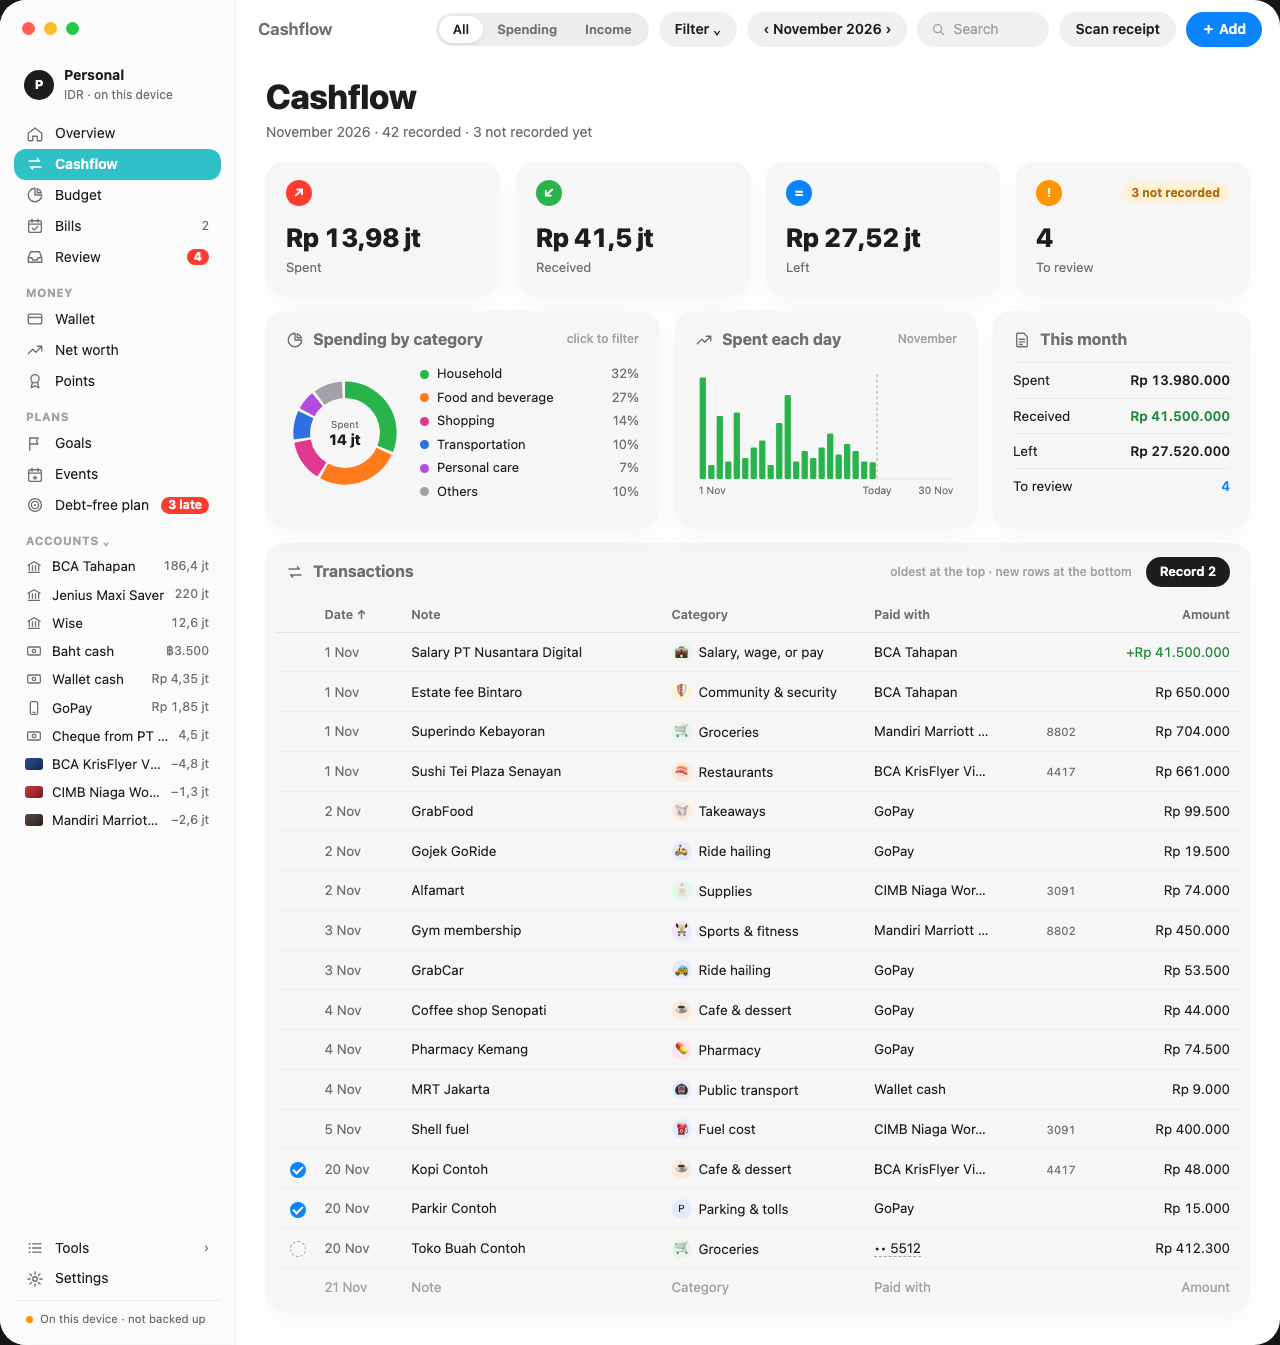 Cashflow
All Spending Income
Filter
‹ November 2026 ›
Search
Scan receipt
+ Add
P
Personal
IDR · on this device
Overview
Cashflow
Budget
Bills 2
Review 4
MONEY
Wallet
Net worth
Points
PLANS
Goals
Events
Debt-free plan 3 late
ACCOUNTS
BCA Tahapan 186,4 jt
Jenius Maxi Saver 220 jt
Wise 12,6 jt
Baht cash ฿3.500
Wallet cash Rp 4,35 jt
GoPay Rp 1,85 jt
Cheque from PT ... 4,5 jt
BCA KrisFlyer V... −4,8 jt
CIMB Niaga Wo... −1,3 jt
Mandiri Marriot... −2,6 jt
Tools ›
Settings
On this device · not backed up
Cashflow
November 2026 · 42 recorded · 3 not recorded yet
Rp 13,98 jt
Spent
Rp 41,5 jt
Received
=
Rp 27,52 jt
Left
! 3 not recorded
4
To review
Spending by category click to filter
Spent
14 jt
Household 32%
Food and beverage 27%
Shopping 14%
Transportation 10%
Personal care 7%
Others 10%
Spent each day November
1 Nov Today 30 Nov
This month
Spent Rp 13.980.000
Received Rp 41.500.000
Left Rp 27.520.000
To review 4
Transactions oldest at the top · new rows at the bottom Record 2
Date ↑ Note Category Paid with Amount
1 Nov Salary PT Nusantara Digital Salary, wage, or pay BCA Tahapan +Rp 41.500.000
1 Nov Estate fee Bintaro Community & security BCA Tahapan Rp 650.000
1 Nov Superindo Kebayoran Groceries Mandiri Marriott ... 8802 Rp 704.000
1 Nov Sushi Tei Plaza Senayan Restaurants BCA KrisFlyer Vi... 4417 Rp 661.000
2 Nov GrabFood Takeaways GoPay Rp 99.500
2 Nov Gojek GoRide Ride hailing GoPay Rp 19.500
2 Nov Alfamart Supplies CIMB Niaga Wor... 3091 Rp 74.000
3 Nov Gym membership Sports & fitness Mandiri Marriott ... 8802 Rp 450.000
3 Nov GrabCar Ride hailing GoPay Rp 53.500
4 Nov Coffee shop Senopati Cafe & dessert GoPay Rp 44.000
4 Nov Pharmacy Kemang Pharmacy GoPay Rp 74.500
4 Nov MRT Jakarta Public transport Wallet cash Rp 9.000
5 Nov Shell fuel Fuel cost CIMB Niaga Wor... 3091 Rp 400.000
20 Nov Kopi Contoh Cafe & dessert BCA KrisFlyer Vi... 4417 Rp 48.000
20 Nov Parkir Contoh P Parking & tolls GoPay Rp 15.000
20 Nov Toko Buah Contoh Groceries •• 5512 Rp 412.300
21 Nov Note Category Paid with Amount